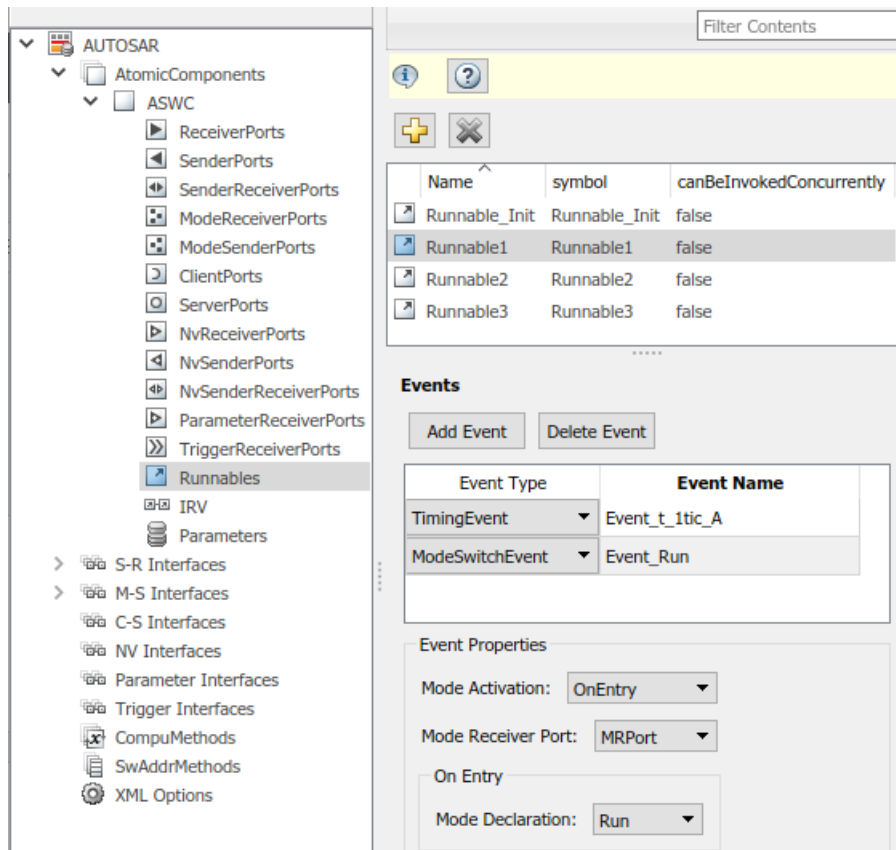 AUTOSAR
AtomicComponents
ASWC
ReceiverPorts
SenderPorts
SenderReceiverPorts
ModeReceiverPorts
ModeSenderPorts
ClientPorts
ServerPorts
NvReceiverPorts
NvSenderPorts
NvSenderReceiverPorts
ParameterReceiverPorts
TriggerReceiverPorts
Runnables
IRV
Parameters
S-R Interfaces
M-S Interfaces
C-S Interfaces
NV Interfaces
Parameter Interfaces
Trigger Interfaces
CompuMethods
SwAddrMethods
XML Options
Filter Contents
Name symbol canBeInvokedConcurrently
Runnable_Init Runnable_Init false
Runnable1 Runnable1 false
Runnable2 Runnable2 false
Runnable3 Runnable3 false
Events
Add Event Delete Event
Event Type Event Name
TimingEvent Event_t_1tic_A
ModeSwitchEvent Event_Run
Event Properties
Mode Activation: OnEntry
Mode Receiver Port: MRPort
On Entry
Mode Declaration: Run